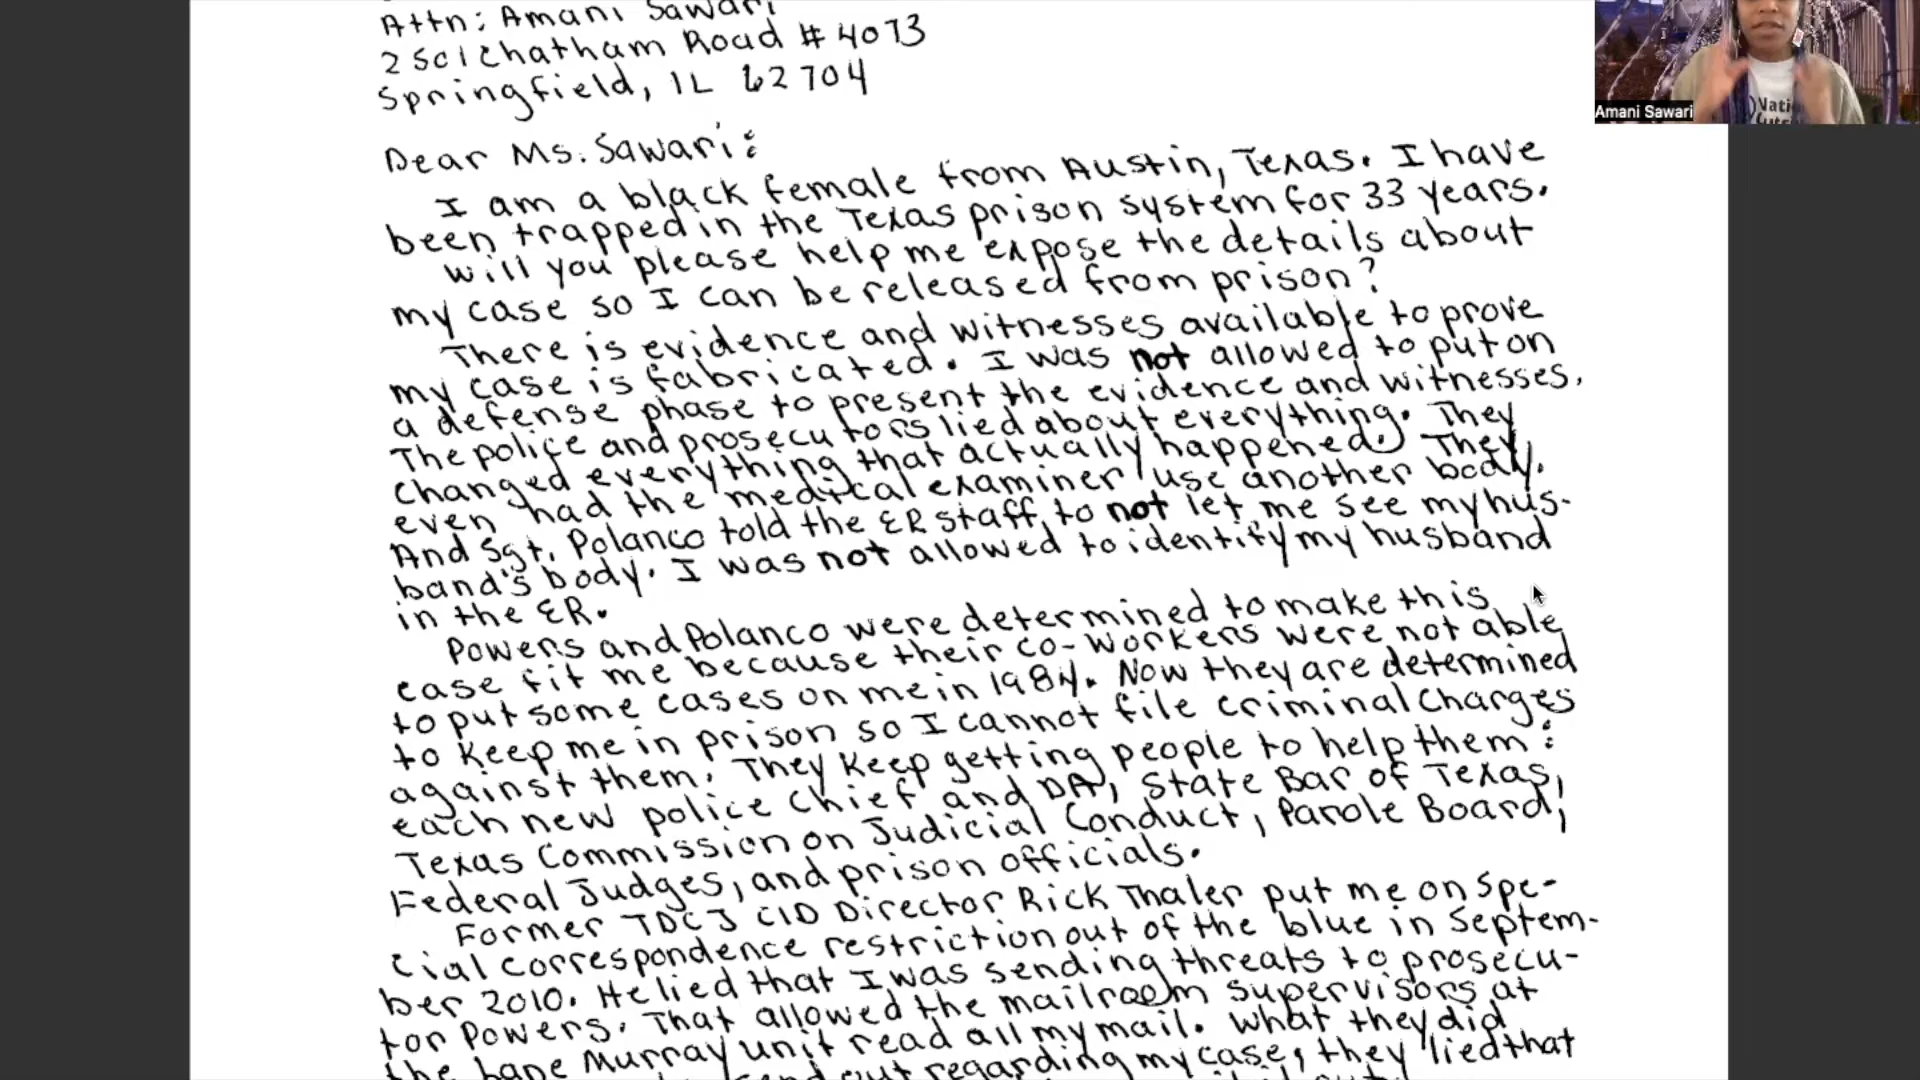 Attn: Amani Sawari
2501 Chatham Road # 4073
Springfield, IL 62704
Dear Ms. Sawari:
I am a black female from Austin, Texas. I have
been trapped in the Texas prison system for 33 years.
Will you please help me expose the details about
my case so I can be released from prison?
There is evidence and witnesses available to prove
my case is fabricated. I was not allowed to put on
a defense phase to present the evidence and witnesses.
The police and prosecutors lied about everything. They
changed everything that actually happened. They
even had the medical examiner use another body.
And Sgt. Polanco told the ER staff to not let me see my hus-
band's body. I was not allowed to identify my husband
in the ER.
Powers and Polanco were determined to make this
case fit me because their co-workers were not able
to put some cases on me in 1984. Now they are determined
to keep me in prison so I cannot file criminal charges
against them. They keep getting people to help them:
each new police chief and DA, State Bar of Texas,
Texas Commission on Judicial Conduct, Parole Board,
Federal Judges, and prison officials.
Former TDCJ CID Director Rick Thaler put me on Spe-
cial Correspondence restriction out of the blue in Septem-
ber 2010. He lied that I was sending threats to prosecu-
tor Powers. That allowed the mailroom supervisors at
the Lane Murray unit read all my mail. What they did
regarding my case, they lied that
Amani Sawari